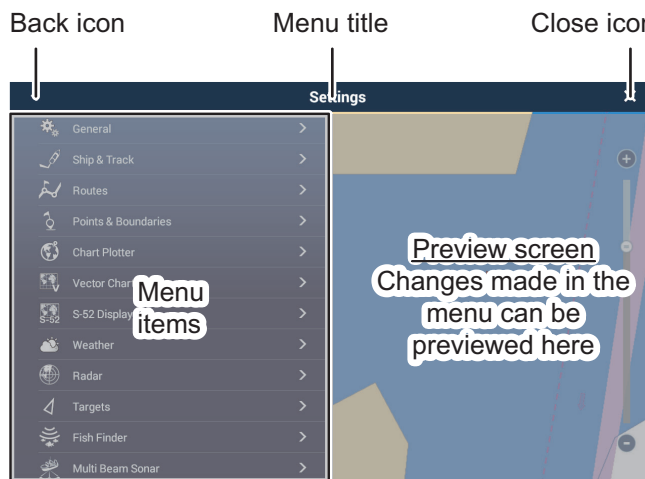 Back icon
Menu title
Close icon
Settings
General
Ship & Track
Routes
Points & Boundaries
Chart Plotter
Vector Char
S-52 Display
Weather
Radar
Targets
Fish Finder
Multi Beam Sonar
V
S-52
Menu
items
Preview screen
Changes made in the
menu can be
previewed here